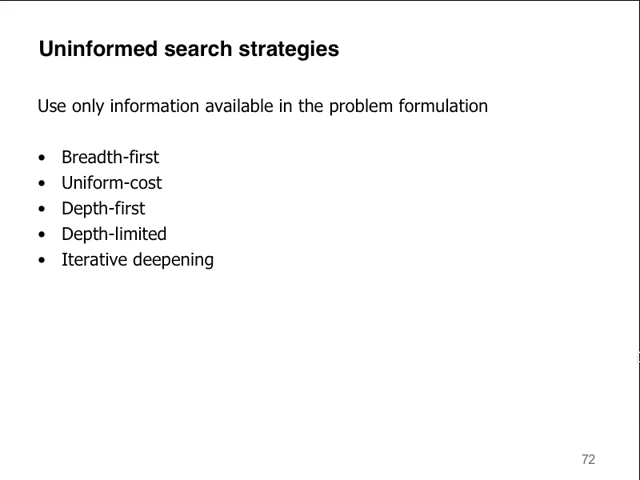 Uninformed search strategies
Use only information available in the problem formulation
• Breadth-first
• Uniform-cost
• Depth-first
• Depth-limited
• Iterative deepening
72